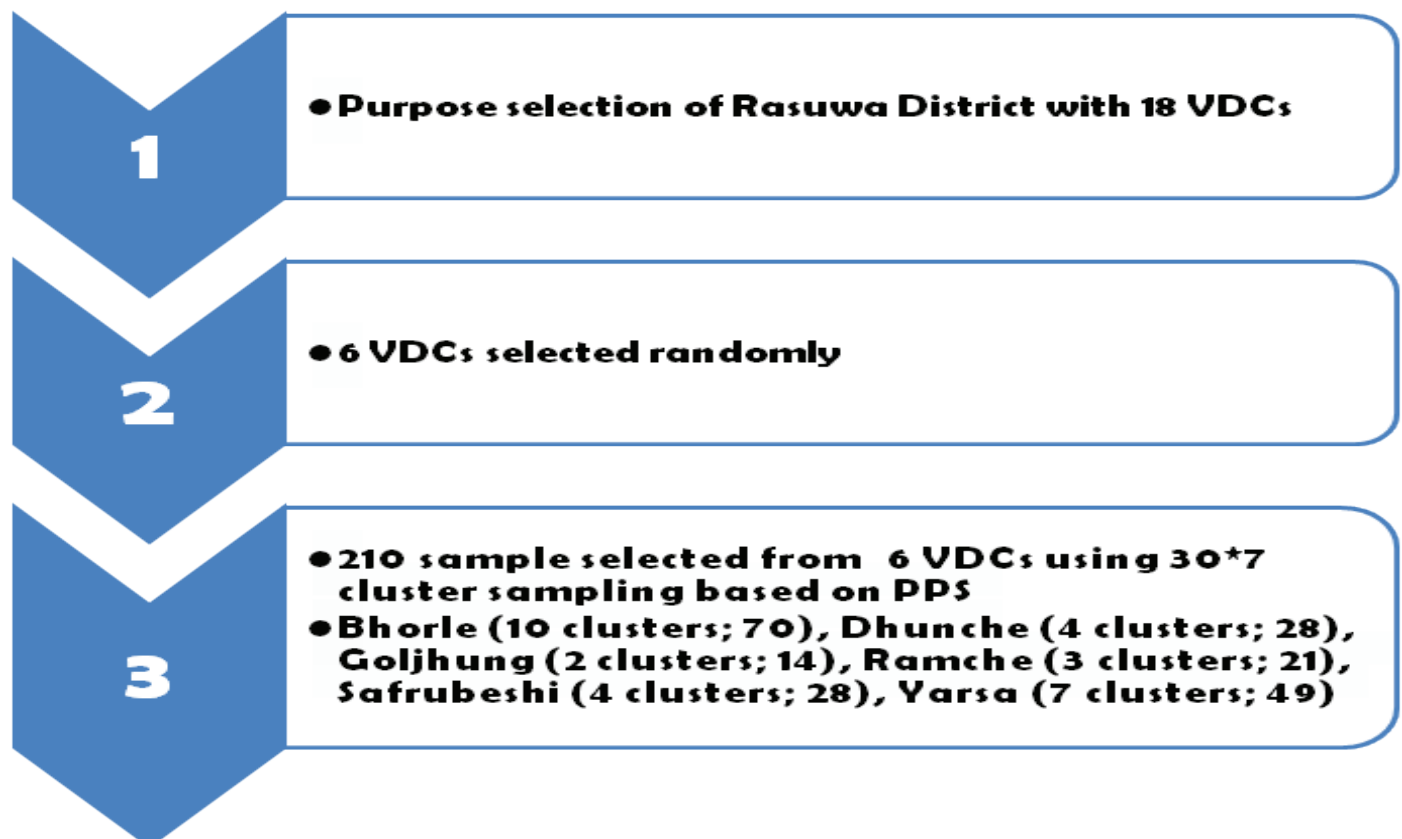 1
●Purpose selection of Rasuwa District with 18 VDCs
2
●6 VDCs selected randomly
3
●210 sample selected from 6 VDCs using 30*7
cluster sampling based on PPS
●Bhorle (10 clusters; 70), Dhunche (4 clusters; 28),
Goljhung (2 clusters; 14), Ramche (3 clusters; 21),
Safrubeshi (4 clusters; 28), Yarsa (7 clusters; 49)